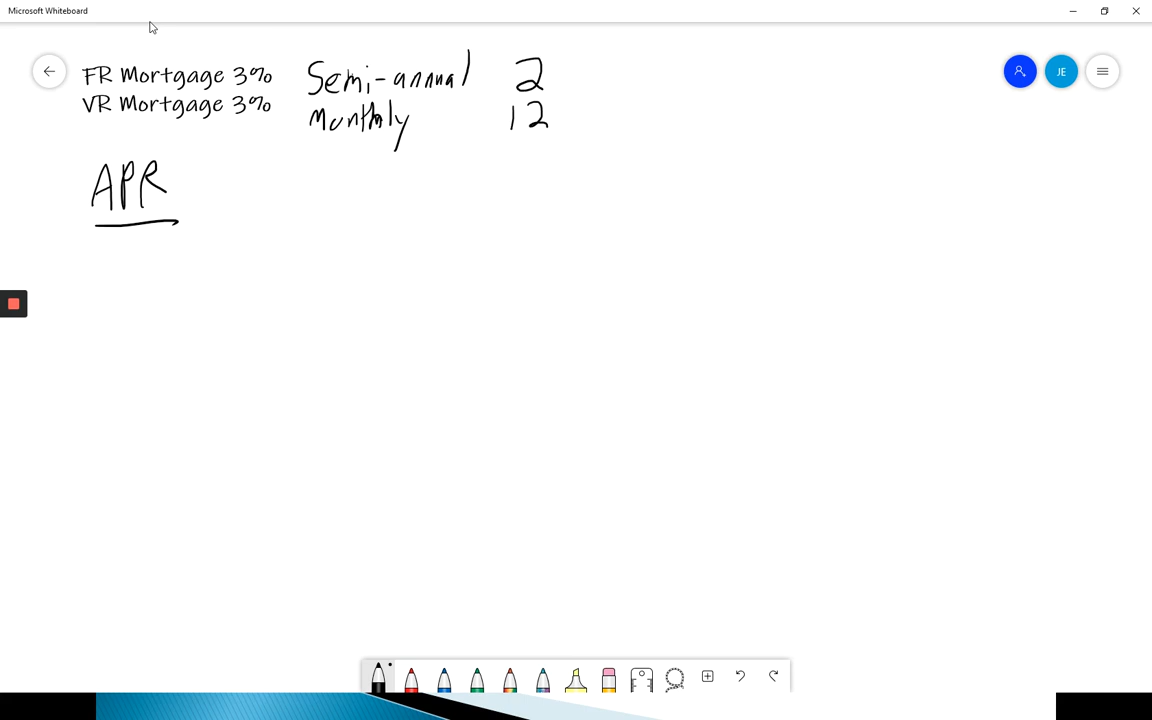 Microsoft Whiteboard
FR Mortgage 3% Semi-annual 2
VR Mortgage 3% Monthly 12
APR
JE